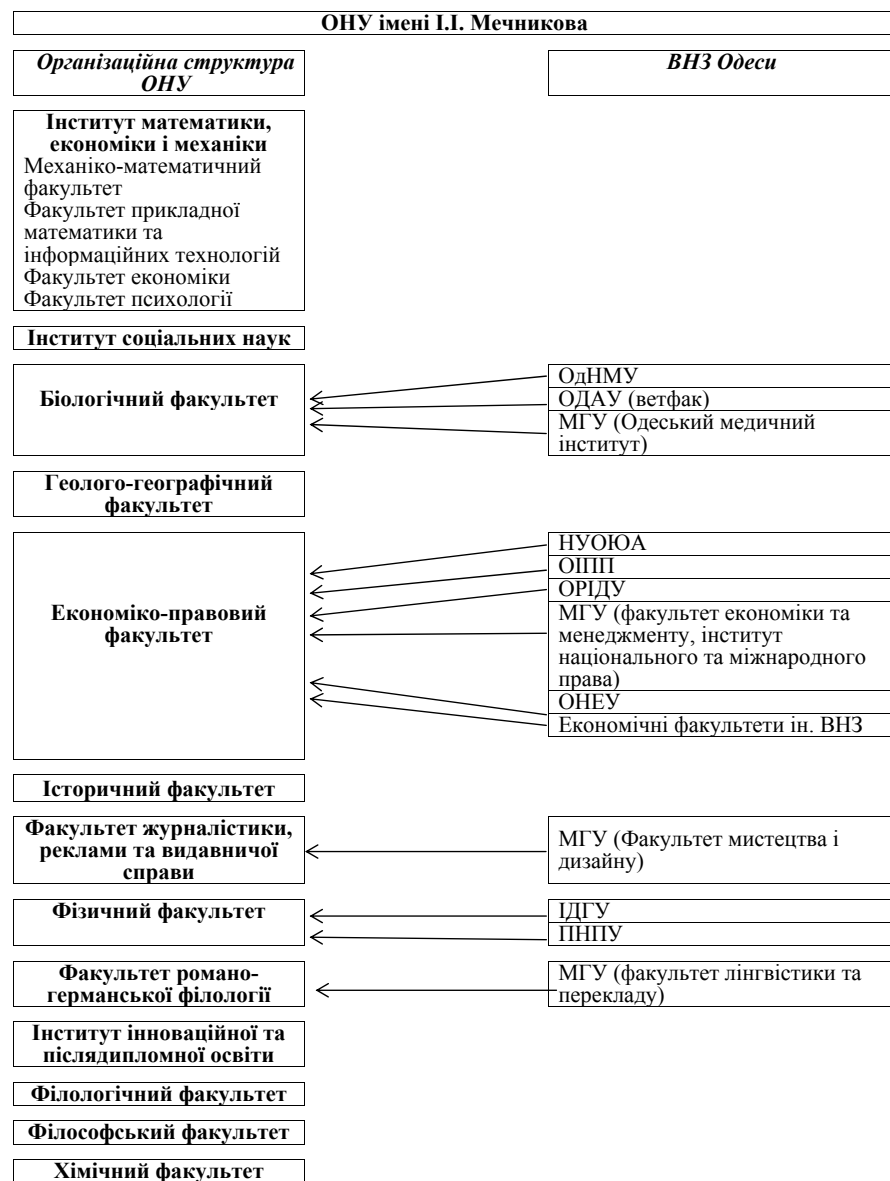 ОНУ імені І.І. Мечникова
Організаційна структура
ОНУ
ВНЗ Одеси
Інститут математики,
економіки і механіки
Механіко-математичний
факультет
Факультет прикладної
математики та
інформаційних технологій
Факультет економіки
Факультет психології
Інститут соціальних наук
Біологічний факультет
ОдНМУ
ОДАУ (ветфак)
МГУ (Одеський медичний
інститут)
Геолого-географічний
факультет
Економіко-правовий
факультет
НУОЮА
ОІПП
ОРІДУ
МГУ (факультет економіки та
менеджменту, інститут
національного та міжнародного
права)
ОНЕУ
Економічні факультети ін. ВНЗ
Історичний факультет
Факультет журналістики,
реклами та видавничої
справи
МГУ (Факультет мистецтва і
дизайну)
Фізичний факультет
ІДГУ
ПНПУ
Факультет романо-
германської філології
МГУ (факультет лінгвістики та
перекладу)
Інститут інноваційної та
післядипломної освіти
Філологічний факультет
Філософський факультет
Хімічний факультет